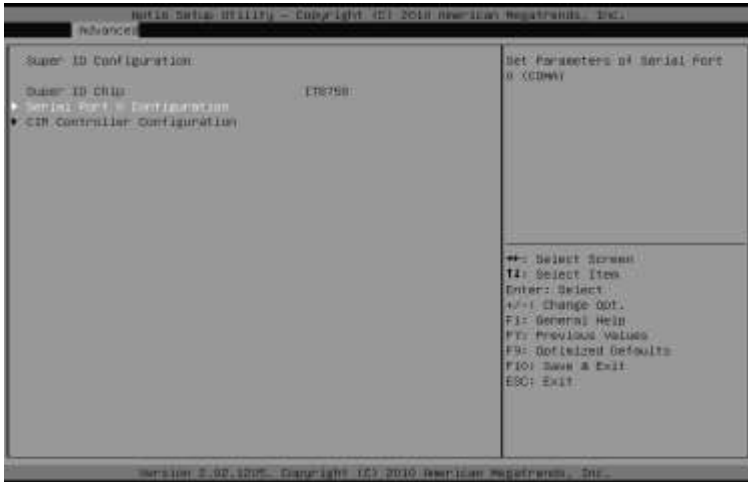 Aptio Setup Utility – Copyright (C) 2010 American Megatrends, Inc.
Advanced
Super IO Configuration
Super IO Chip IT8758
Serial Port 0 Configuration
CIR Controller Configuration
Set Parameters of Serial Port
0 (COMA)
: Select Screen
: Select Item
Enter: Select
+/-: Change Opt.
F1: General Help
F7: Previous Values
F9: Optimized Defaults
F10: Save & Exit
ESC: Exit
Version 2.02.1205. Copyright (C) 2010 American Megatrends, Inc.